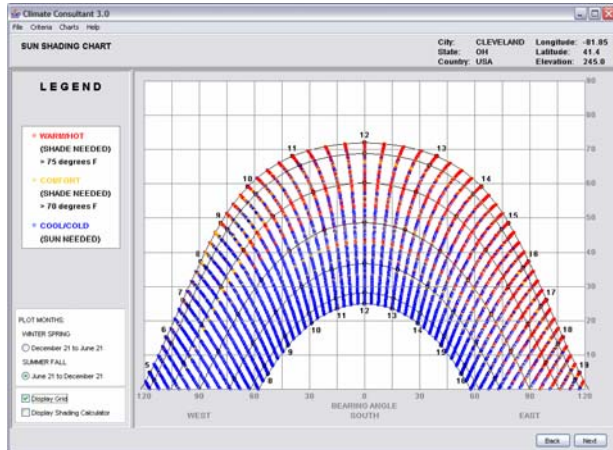 Climate Consultant 3.0
File Criteria Charts Help
SUN SHADING CHART
City: CLEVELAND Longitude: -81.85
State: OH Latitude: 41.4
Country: USA Elevation: 245.0
LEGEND
WARM/HOT
(SHADE NEEDED)
> 75 degrees F
COMFORT
(SHADE NEEDED)
> 70 degrees F
COOL/COLD
(SUN NEEDED)
PLOT MONTHS:
WINTER SPRING
December 21 to June 21
SUMMER FALL
June 21 to December 21
Display Grid
Display Shading Calculator
90
80
70
60
50
40
30
20
10
12
11 13
10 14
9 15
8 16
7 17
6 18
5 19
12
11 13
10 14
9 15
8 16
120 90 60 30 0 30 60 90 120
BEARING ANGLE
WEST SOUTH EAST
Back Next